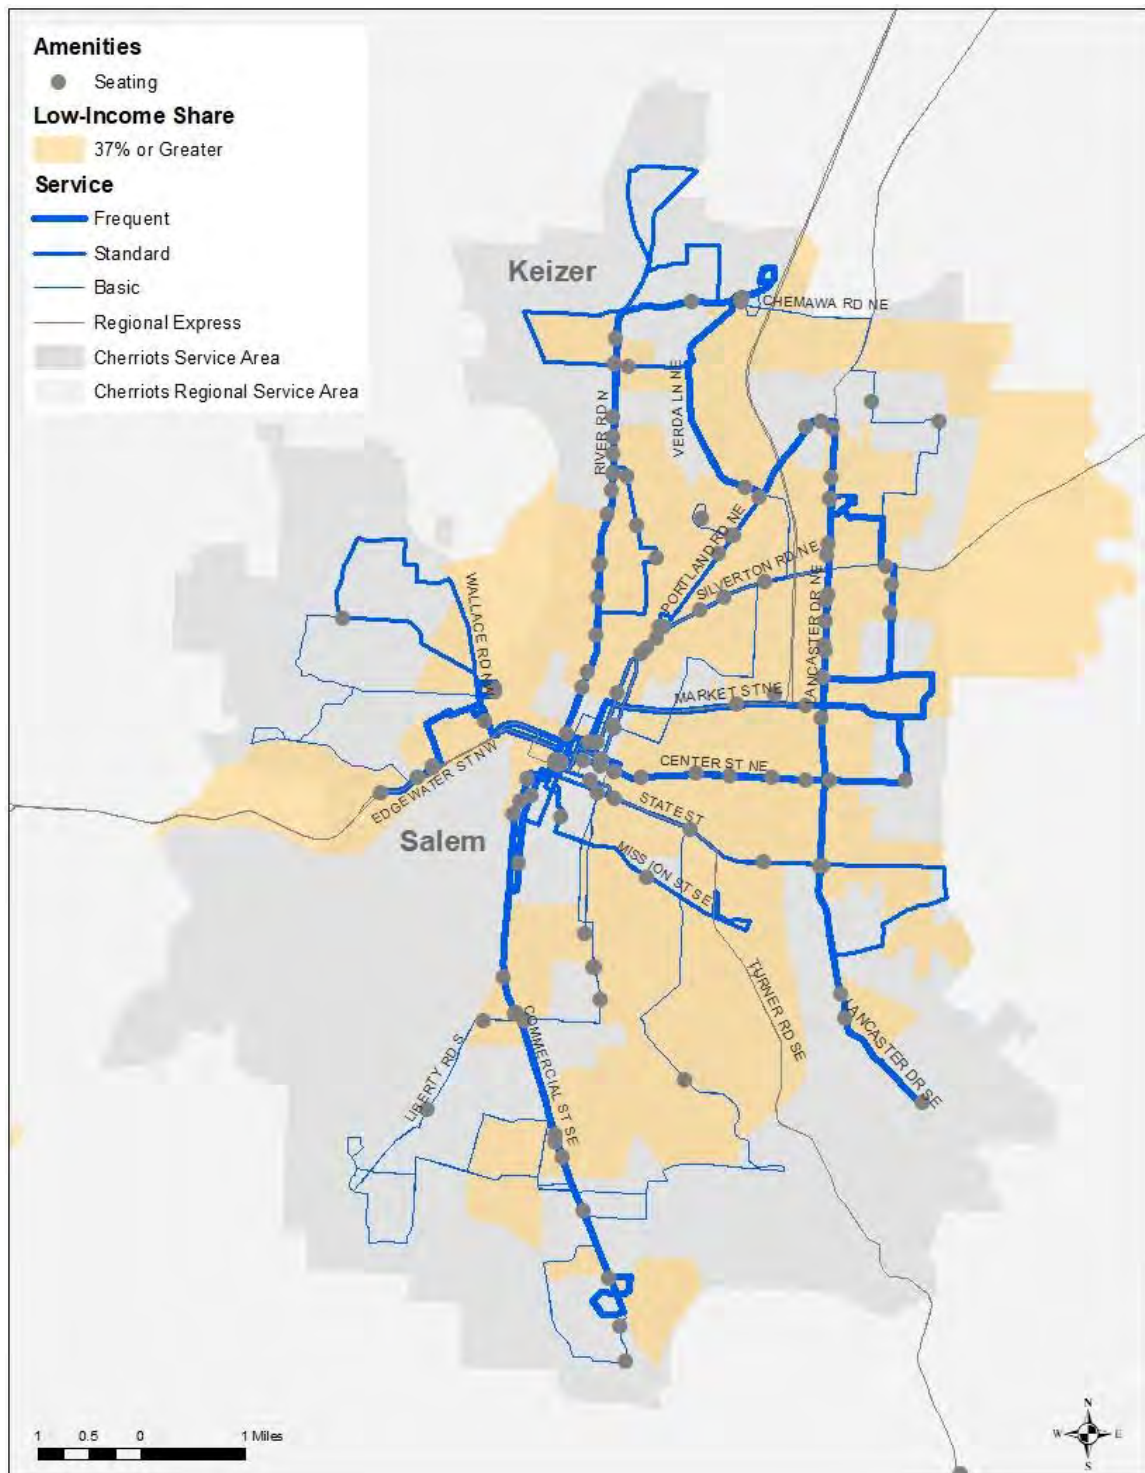 Amenities
Seating
Low-Income Share
37% or Greater
Service
Frequent
Standard
Basic
Regional Express
Cherriots Service Area
Cherriots Regional Service Area
Keizer
CHEMAWA RD NE
RIVER RD N
VERDA LN NE
PORTLAND RD NE
SILVERTON RD NE
LANCASTER DR NE
WALLACE RD NW
MARKET ST NE
CENTER ST NE
EDGEWATER ST NW
STATE ST
Salem
MISSION ST SE
TURNER RD SE
LANCASTER DR SE
COMMERCIAL ST SE
LIBERTY RD S
1 0.5 0 1 Miles
N
W E
S